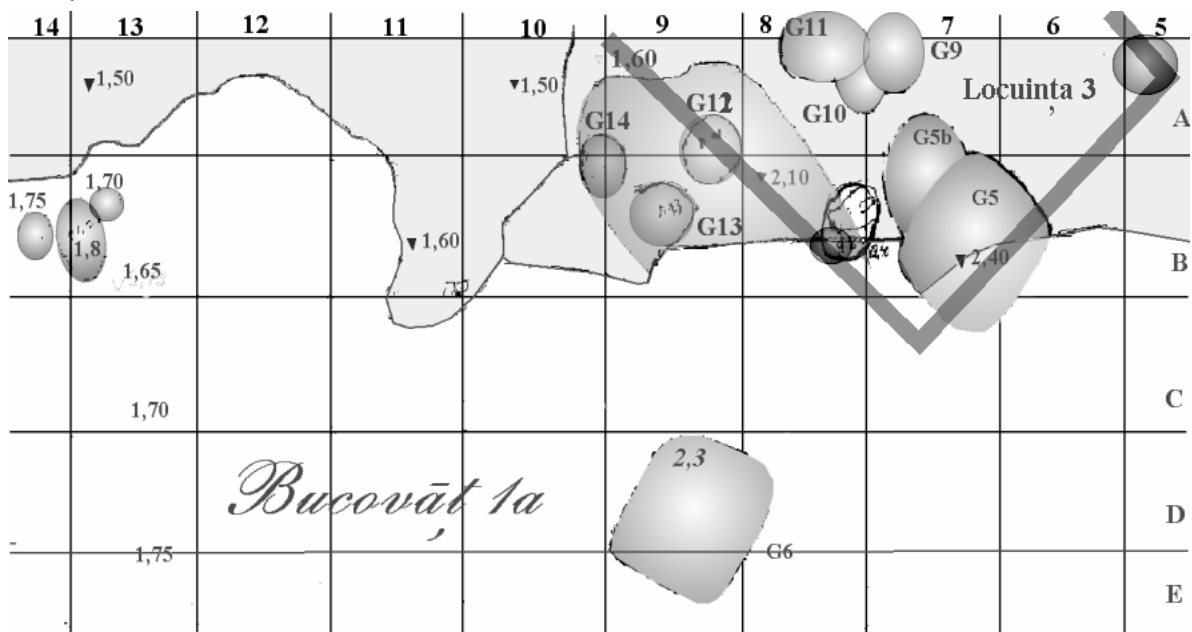 14 13 12 11 10 9 8 7 6 5
G11 G9
1,50 1,50 1,60
Locuința 3
G10
G14 G12 A
G5b
1,70 2,10
1,75 G5
G13
1,8 1,60 2,40 B
1,65
C
1,70
2,3
Bucovăț 1a D
1,75 G6
E